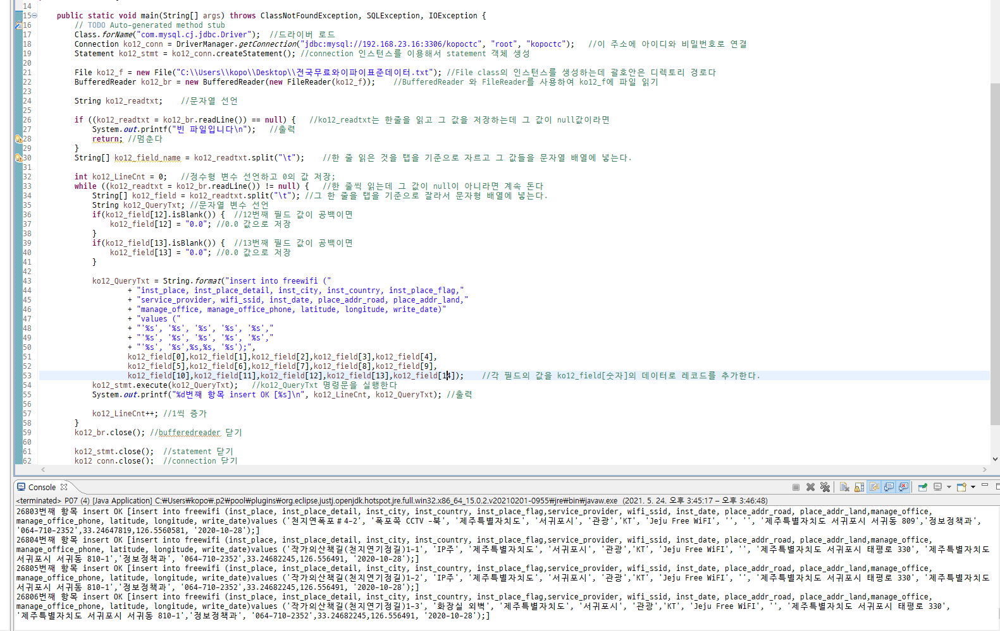 14
15 public static void main(String[] args) throws ClassNotFoundException, SQLException, IOException {
16 // TODO Auto-generated method stub
17 Class.forName("com.mysql.cj.jdbc.Driver"); //드라이버 로드
18 Connection ko12_conn = DriverManager.getConnection("jdbc:mysql://192.168.23.16:3306/kopoctc", "root", "kopoctc"); //이 주소에 아이디와 비밀번호로 연결
19 Statement ko12_stmt = ko12_conn.createStatement(); //connection 인스턴스를 이용해서 statement 객체 생성
20
21 File ko12_f = new File("C:\\Users\\kopo\\Desktop\\전국무료와이파이표준데이터.txt"); //File class의 인스턴스를 생성하는데 괄호안은 디렉토리 경로다
22 BufferedReader ko12_br = new BufferedReader(new FileReader(ko12_f)); //BufferedReader 와 FileReader를 사용하여 ko12_f에 파일 읽기
23
24 String ko12_readtxt; //문자열 선언
25
26 if ((ko12_readtxt = ko12_br.readLine()) == null) { //ko12_readtxt는 한줄을 읽고 그 값을 저장하는데 그 값이 null값이라면
27 System.out.printf("빈 파일입니다\n"); //출력
28 return; //멈춘다
29 }
30 String[] ko12_field_name = ko12_readtxt.split("\t"); //한 줄 읽은 것을 탭을 기준으로 자르고 그 값들을 문자열 배열에 넣는다.
31
32 int ko12_LineCnt = 0; //정수형 변수 선언하고 0의 값 저장;
33 while ((ko12_readtxt = ko12_br.readLine()) != null) { //한 줄씩 읽는데 그 값이 null이 아니라면 계속 돈다
34 String[] ko12_field = ko12_readtxt.split("\t"); //그 한 줄을 탭을 기준으로 잘라서 문자형 배열에 넣는다.
35 String ko12_QueryTxt; //문자열 변수 선언
36 if(ko12_field[12].isBlank()) { //12번째 필드 값이 공백이면
37 ko12_field[12] = "0.0"; //0.0 값으로 저장
38 }
39 if(ko12_field[13].isBlank()) { //13번째 필드 값이 공백이면
40 ko12_field[13] = "0.0"; //0.0 값으로 저장
41 }
42
43 ko12_QueryTxt = String.format("insert into freewifi ("
44 + "inst_place, inst_place_detail, inst_city, inst_country, inst_place_flag,"
45 + "service_provider, wifi_ssid, inst_date, place_addr_road, place_addr_land,"
46 + "manage_office, manage_office_phone, latitude, longitude, write_date)"
47 + "values ("
48 + "'%s', '%s', '%s', '%s', '%s',"
49 + "'%s', '%s', '%s', '%s', '%s',"
50 + "'%s', '%s',%s,%s, '%s');",
51 ko12_field[0],ko12_field[1],ko12_field[2],ko12_field[3],ko12_field[4],
52 ko12_field[5],ko12_field[6],ko12_field[7],ko12_field[8],ko12_field[9],
53 ko12_field[10],ko12_field[11],ko12_field[12],ko12_field[13],ko12_field[14]); //각 필드의 값을 ko12_field[숫자]의 데이터로 레코드를 추가한다.
54 ko12_stmt.execute(ko12_QueryTxt); //ko12_QueryTxt 명령문을 실행한다
55 System.out.printf("%d번째 항목 insert OK [%s]\n", ko12_LineCnt, ko12_QueryTxt); //출력
56
57 ko12_LineCnt++; //1씩 증가
58 }
59 ko12_br.close(); //bufferedreader 닫기
60
61 ko12_stmt.close(); //statement 닫기
62 ko12_conn.close(); //connection 닫기
Console
<terminated> P07 (4) [Java Application] C:₩Users₩kopo₩.p2₩pool₩plugins₩org.eclipse.justj.openjdk.hotspot.jre.full.win32.x86_64_15.0.2.v20210201-0955₩jre₩bin₩javaw.exe (2021. 5. 24. 오후 3:45:17 – 오후 3:46:48)
26803번째 항목 insert OK [insert into freewifi (inst_place, inst_place_detail, inst_city, inst_country, inst_place_flag,service_provider, wifi_ssid, inst_date, place_addr_road, place_addr_land,manage_office,
manage_office_phone, latitude, longitude, write_date)values ('천지연폭포＃4-2', '폭포쪽 CCTV -북', '제주특별자치도', '서귀포시', '관광','KT', 'Jeju Free WiFI', '', '', '제주특별자치도 서귀포시 서귀동 809','정보정책과',
'064-710-2352',33.24647819,126.5560581, '2020-10-28');]
26804번째 항목 insert OK [insert into freewifi (inst_place, inst_place_detail, inst_city, inst_country, inst_place_flag,service_provider, wifi_ssid, inst_date, place_addr_road, place_addr_land,manage_office,
manage_office_phone, latitude, longitude, write_date)values ('작가의산책길(천지연기정길)1-1', 'IP주', '제주특별자치도', '서귀포시', '관광','KT', 'Jeju Free WiFI', '', '제주특별자치도 서귀포시 태평로 330', '제주특별자치도
서귀포시 서귀동 810-1','정보정책과', '064-710-2352',33.24682245,126.556491, '2020-10-28');]
26805번째 항목 insert OK [insert into freewifi (inst_place, inst_place_detail, inst_city, inst_country, inst_place_flag,service_provider, wifi_ssid, inst_date, place_addr_road, place_addr_land,manage_office,
manage_office_phone, latitude, longitude, write_date)values ('작가의산책길(천지연기정길)1-2', 'IP주', '제주특별자치도', '서귀포시', '관광','KT', 'Jeju Free WiFI', '', '제주특별자치도 서귀포시 태평로 330', '제주특별자치도
서귀포시 서귀동 810-1','정보정책과', '064-710-2352',33.24682245,126.556491, '2020-10-28');]
26806번째 항목 insert OK [insert into freewifi (inst_place, inst_place_detail, inst_city, inst_country, inst_place_flag,service_provider, wifi_ssid, inst_date, place_addr_road, place_addr_land,manage_office,
manage_office_phone, latitude, longitude, write_date)values ('작가의산책길(천지연기정길)1-3', '화장실 외벽', '제주특별자치도', '서귀포시', '관광','KT', 'Jeju Free WiFI', '', '제주특별자치도 서귀포시 태평로 330',
'제주특별자치도 서귀포시 서귀동 810-1','정보정책과', '064-710-2352',33.24682245,126.556491, '2020-10-28');]